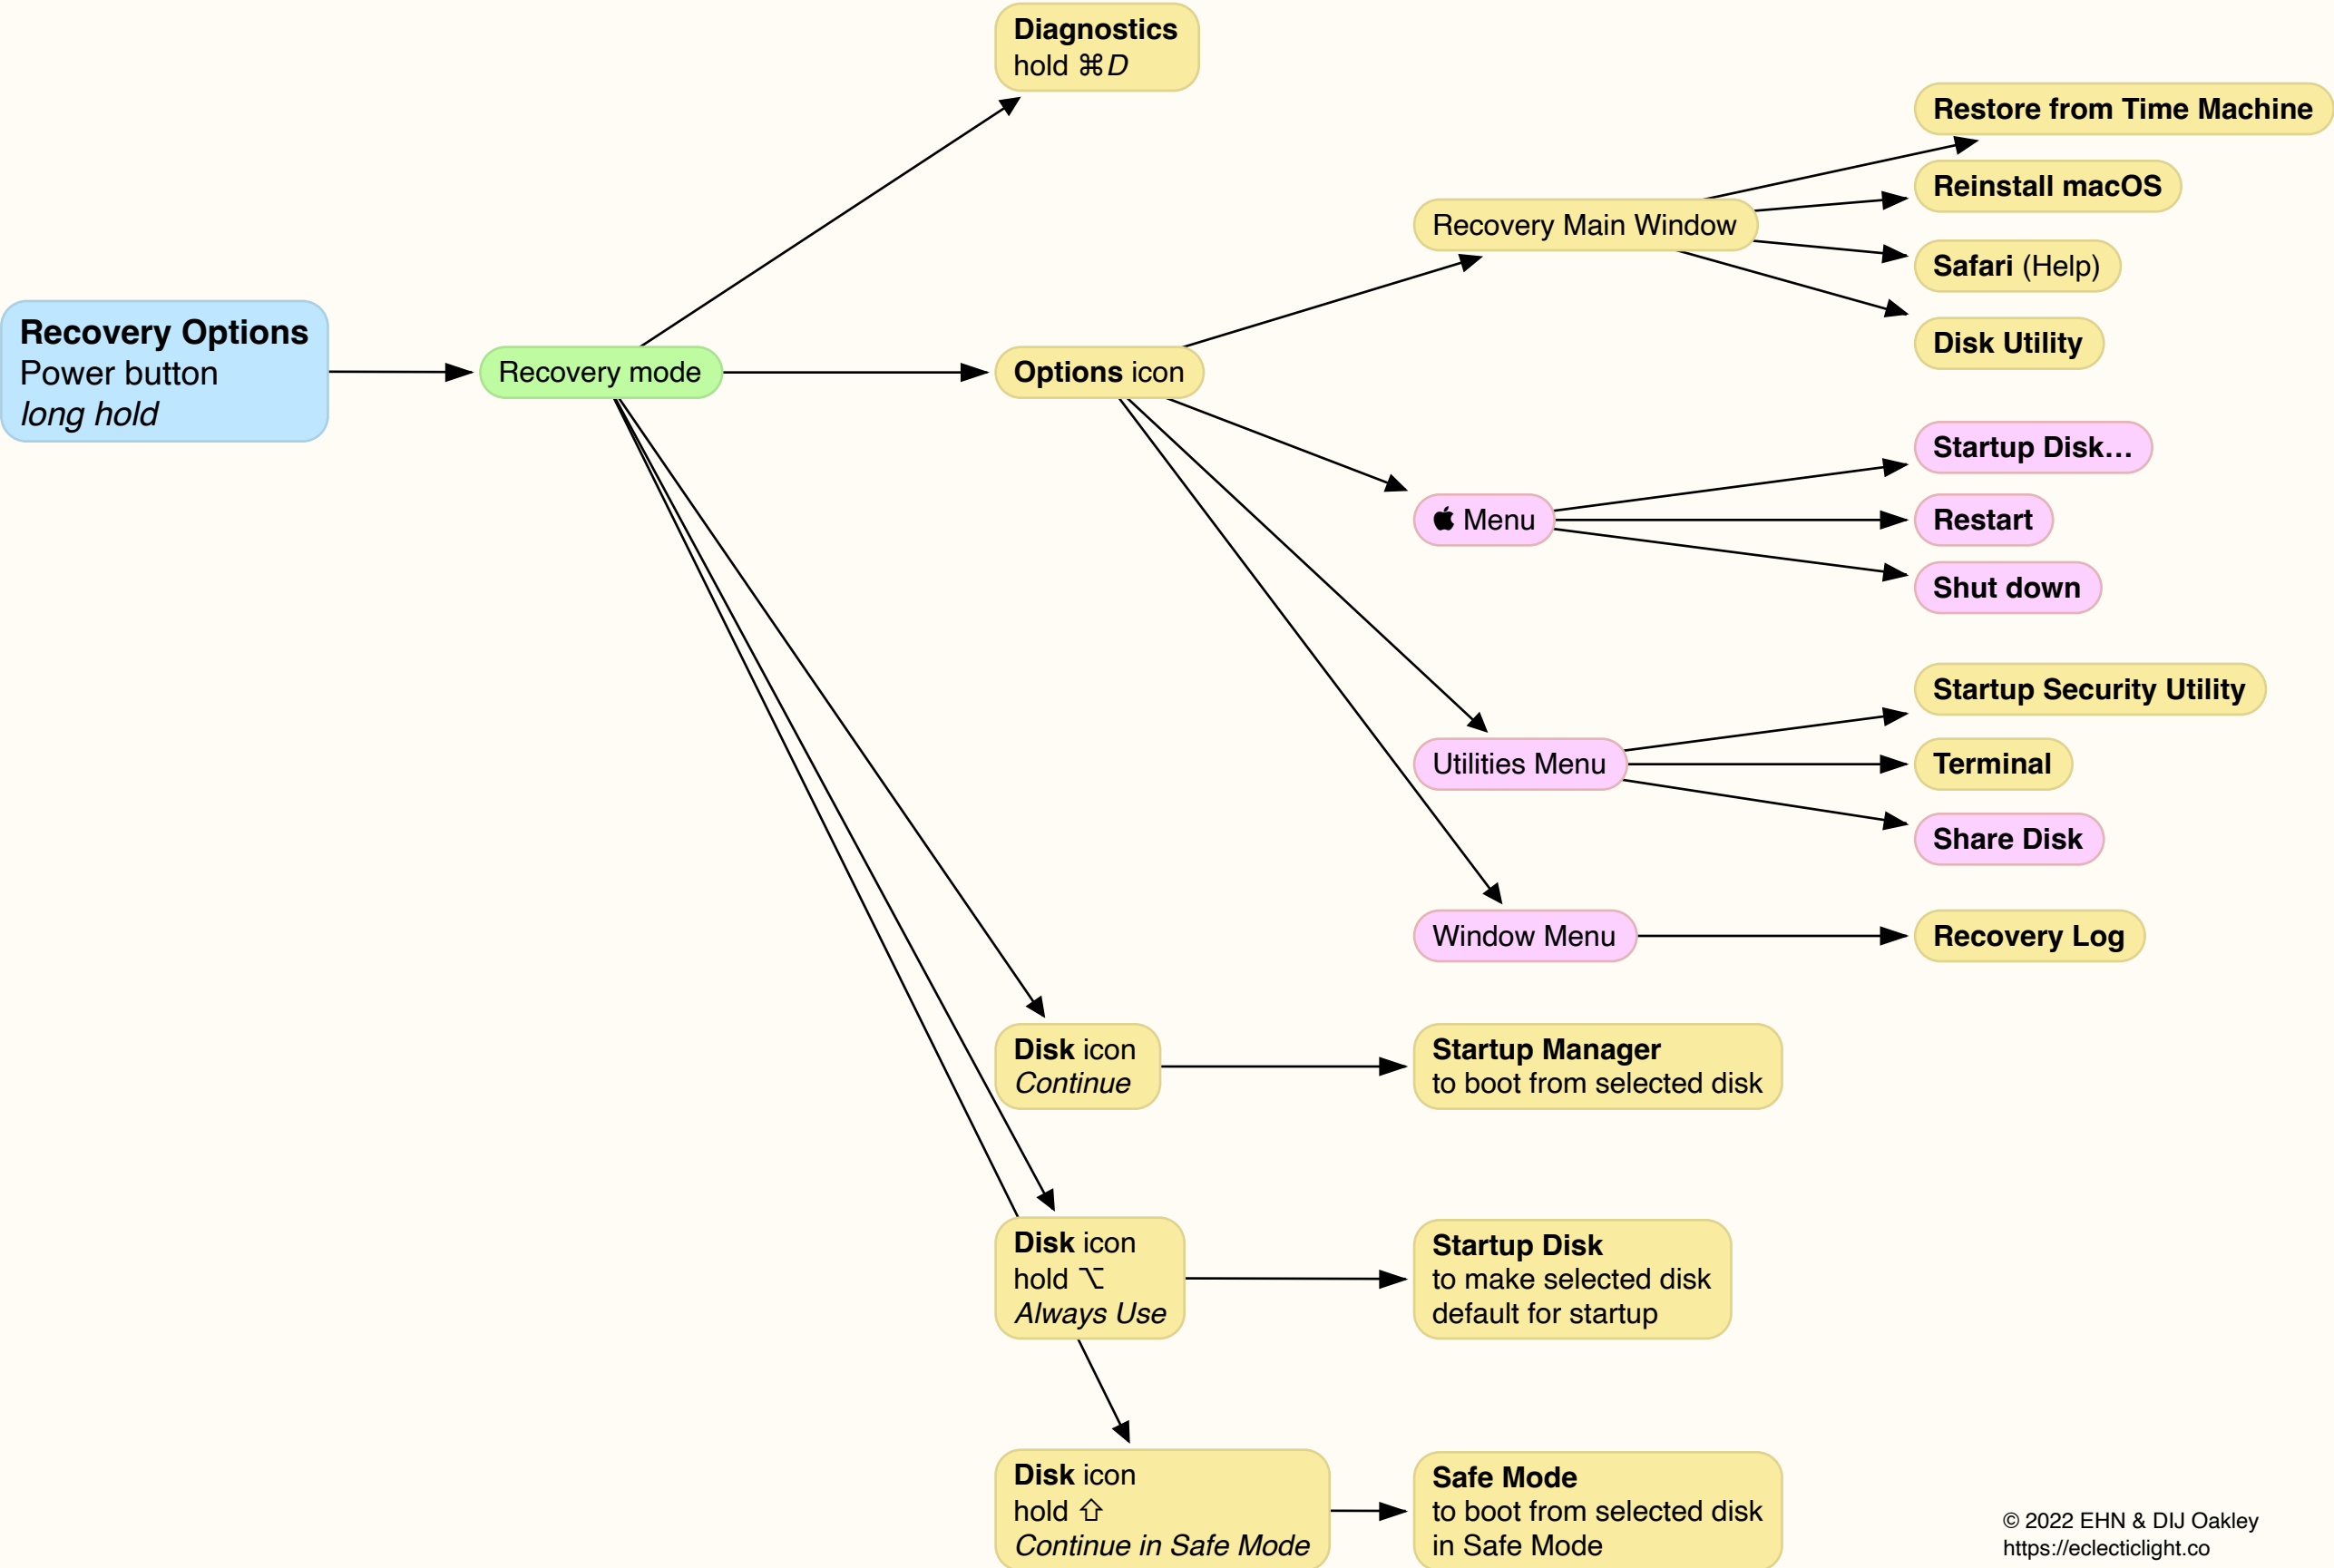 Diagnostics
hold ⌘D
Restore from Time Machine
Reinstall macOS
Recovery Main Window
Safari (Help)
Disk Utility
Recovery Options
Power button
long hold
Recovery mode
Options icon
Startup Disk…
 Menu
Restart
Shut down
Startup Security Utility
Utilities Menu
Terminal
Share Disk
Window Menu
Recovery Log
Disk icon
Continue
Startup Manager
to boot from selected disk
Disk icon
hold ⌥
Always Use
Startup Disk
to make selected disk
default for startup
Disk icon
hold ⇧
Continue in Safe Mode
Safe Mode
to boot from selected disk
in Safe Mode
© 2022 EHN & DIJ Oakley
https://eclecticlight.co